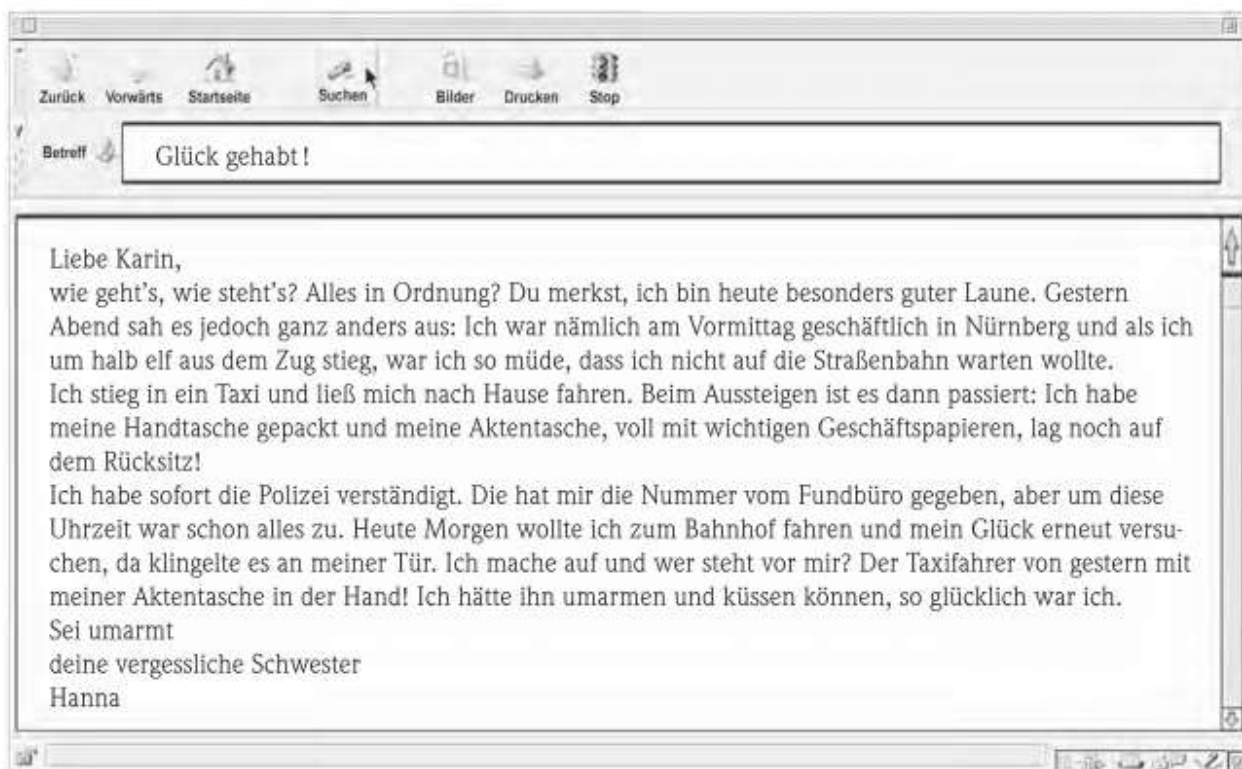 Zurück Vorwärts Startseite Suchen Bilder Drucken Stop
Betreff Glück gehabt!
Liebe Karin,
wie geht's, wie steht's? Alles in Ordnung? Du merkst, ich bin heute besonders guter Laune. Gestern
Abend sah es jedoch ganz anders aus: Ich war nämlich am Vormittag geschäftlich in Nürnberg und als ich
um halb elf aus dem Zug stieg, war ich so müde, dass ich nicht auf die Straßenbahn warten wollte.
Ich stieg in ein Taxi und ließ mich nach Hause fahren. Beim Aussteigen ist es dann passiert: Ich habe
meine Handtasche gepackt und meine Aktentasche, voll mit wichtigen Geschäftspapieren, lag noch auf
dem Rücksitz!
Ich habe sofort die Polizei verständigt. Die hat mir die Nummer vom Fundbüro gegeben, aber um diese
Uhrzeit war schon alles zu. Heute Morgen wollte ich zum Bahnhof fahren und mein Glück erneut versu-
chen, da klingelte es an meiner Tür. Ich mache auf und wer steht vor mir? Der Taxifahrer von gestern mit
meiner Aktentasche in der Hand! Ich hätte ihn umarmen und küssen können, so glücklich war ich.
Sei umarmt
deine vergessliche Schwester
Hanna